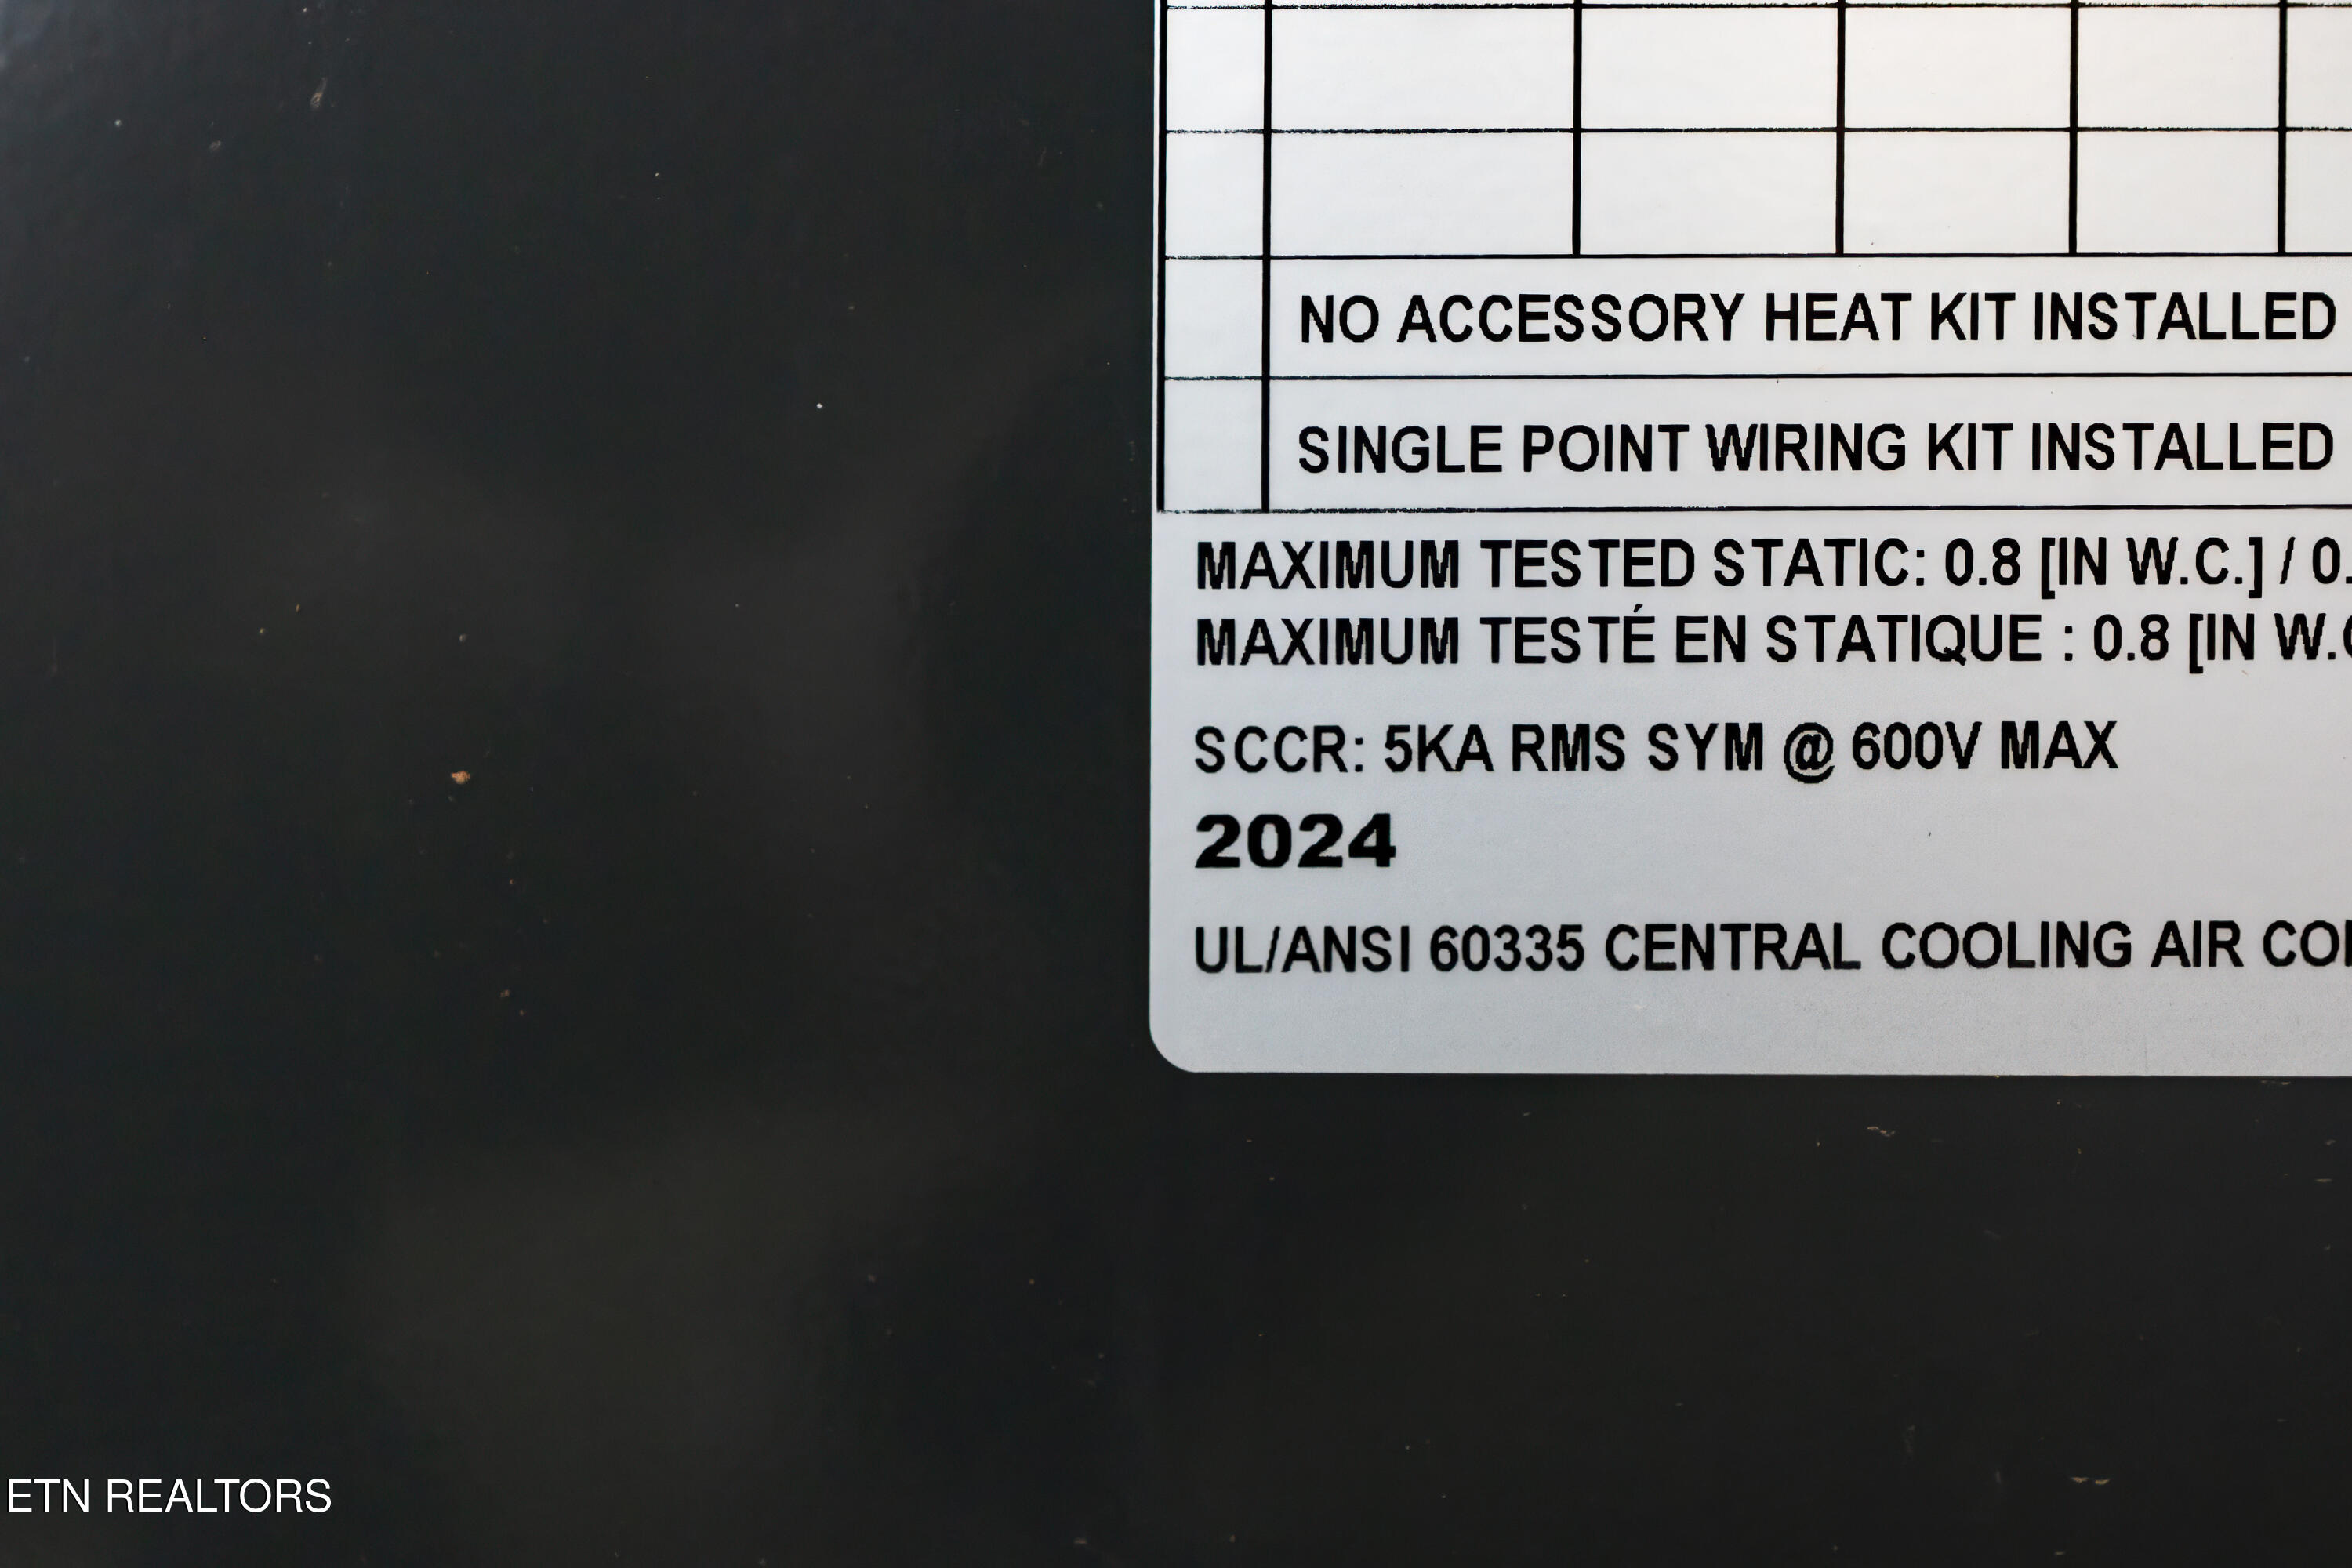 NO ACCESSORY HEAT KIT INSTALLED
SINGLE POINT WIRING KIT INSTALLED
MAXIMUM TESTED STATIC: 0.8 [IN W.C.] / 0.
MAXIMUM TESTÉ EN STATIQUE : 0.8 [IN W.C
SCCR: 5KA RMS SYM @ 600V MAX
2024
UL/ANSI 60335 CENTRAL COOLING AIR CO
ETN REALTORS